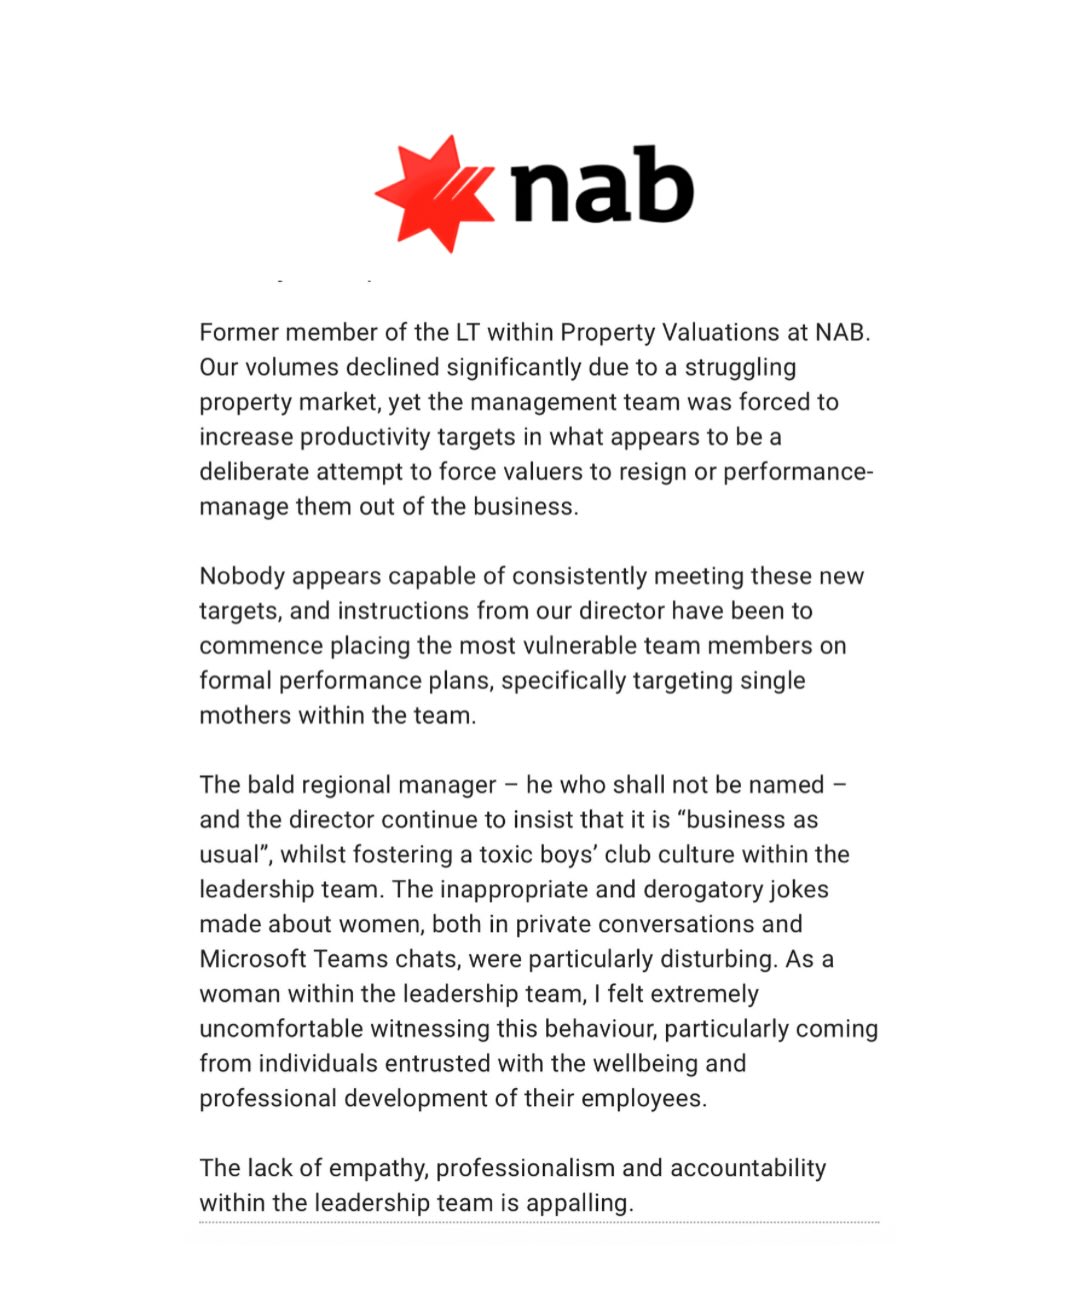 nab
Former member of the LT within Property Valuations at NAB.
Our volumes declined significantly due to a struggling
property market, yet the management team was forced to
increase productivity targets in what appears to be a
deliberate attempt to force valuers to resign or performance-
manage them out of the business.
Nobody appears capable of consistently meeting these new
targets, and instructions from our director have been to
commence placing the most vulnerable team members on
formal performance plans, specifically targeting single
mothers within the team.
The bald regional manager – he who shall not be named –
and the director continue to insist that it is “business as
usual”, whilst fostering a toxic boys’ club culture within the
leadership team. The inappropriate and derogatory jokes
made about women, both in private conversations and
Microsoft Teams chats, were particularly disturbing. As a
woman within the leadership team, I felt extremely
uncomfortable witnessing this behaviour, particularly coming
from individuals entrusted with the wellbeing and
professional development of their employees.
The lack of empathy, professionalism and accountability
within the leadership team is appalling.